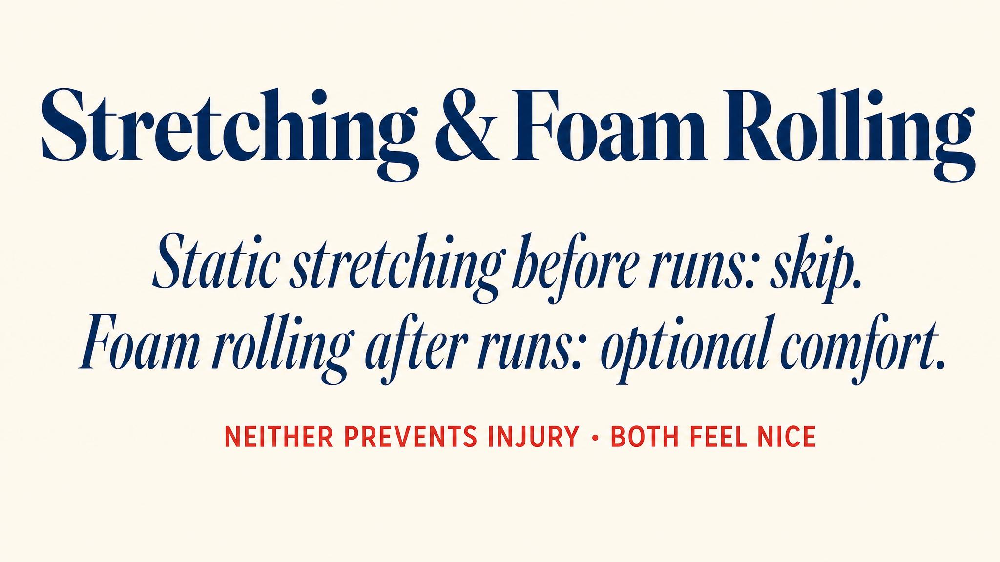 Stretching & Foam Rolling
Static stretching before runs: skip.
Foam rolling after runs: optional comfort.
NEITHER PREVENTS INJURY • BOTH FEEL NICE